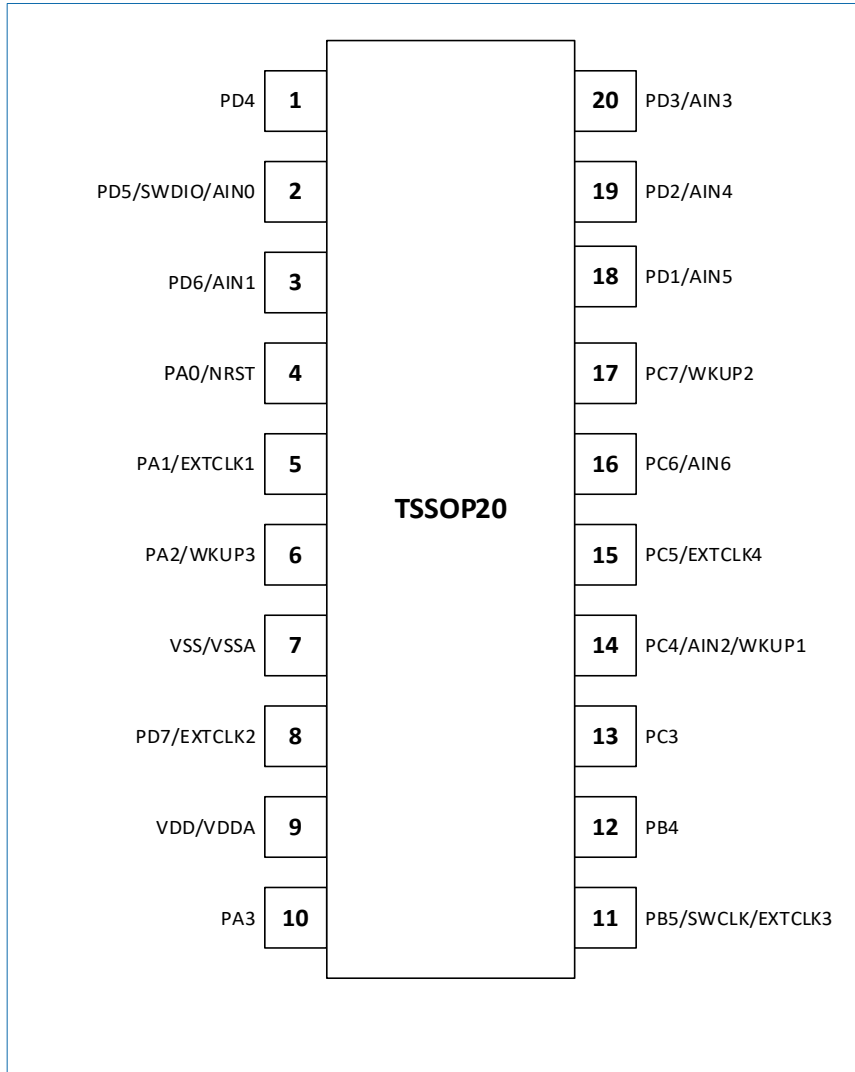 PD4 1 20 PD3/AIN3
PD5/SWDIO/AIN0 2 19 PD2/AIN4
PD6/AIN1 3 18 PD1/AIN5
PA0/NRST 4 17 PC7/WKUP2
PA1/EXTCLK1 5 16 PC6/AIN6
TSSOP20
PA2/WKUP3 6 15 PC5/EXTCLK4
VSS/VSSA 7 14 PC4/AIN2/WKUP1
PD7/EXTCLK2 8 13 PC3
VDD/VDDA 9 12 PB4
PA3 10 11 PB5/SWCLK/EXTCLK3